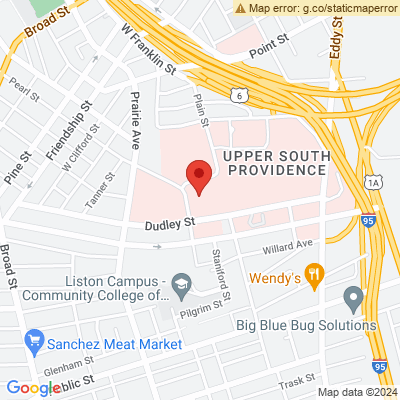 Map error: g.co/staticmaperror
Broad St
W Franklin St
Point St
Eddy St
Pearl St
Friendship St
Prairie Ave
Plain St
6
W Clifford St
Pine St
UPPER SOUTH
PROVIDENCE
Tanner St
1A
Dudley St
95
Broad St
Willard Ave
Staniford St
Liston Campus -
Community College of...
Wendy's
Pilgrim St
Big Blue Bug Solutions
Sanchez Meat Market
Glenham St
95
Public St
Trask St
Google
Map data ©2024